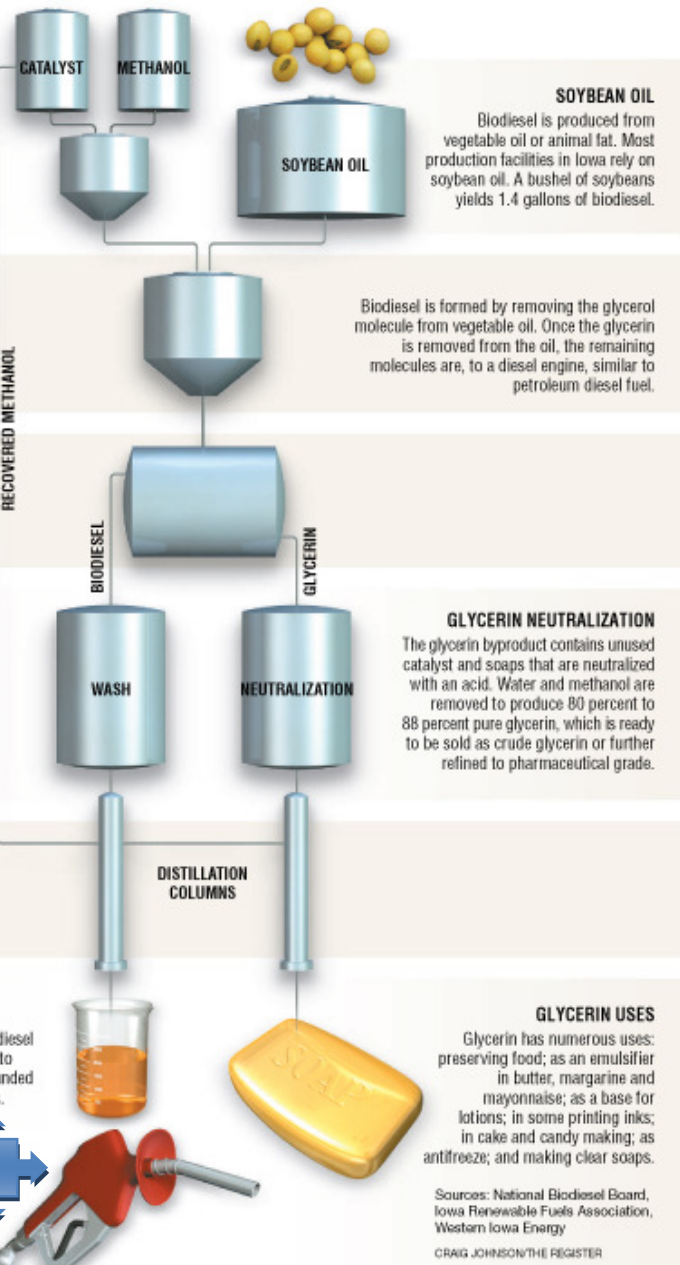 CATALYST
METHANOL
SOYBEAN OIL
SOYBEAN OIL
Biodiesel is produced from
vegetable oil or animal fat. Most
production facilities in Iowa rely on
soybean oil. A bushel of soybeans
yields 1.4 gallons of biodiesel.
Biodiesel is formed by removing the glycerol
molecule from vegetable oil. Once the glycerin
is removed from the oil, the remaining
molecules are, to a diesel engine, similar to
petroleum diesel fuel.
RECOVERED METHANOL
BIODIESEL
GLYCERIN
WASH
NEUTRALIZATION
GLYCERIN NEUTRALIZATION
The glycerin byproduct contains unused
catalyst and soaps that are neutralized
with an acid. Water and methanol are
removed to produce 80 percent to
88 percent pure glycerin, which is ready
to be sold as crude glycerin or further
refined to pharmaceutical grade.
DISTILLATION
COLUMNS
to
SOAP
GLYCERIN USES
Glycerin has numerous uses:
preserving food; as an emulsifier
in butter, margarine and
mayonnaise; as a base for
lotions; in some printing inks;
in cake and candy making; as
antifreeze; and making clear soaps.
Sources: National Biodiesel Board,
Iowa Renewable Fuels Association,
Western Iowa Energy
CRAIG JOHNSON/THE REGISTER